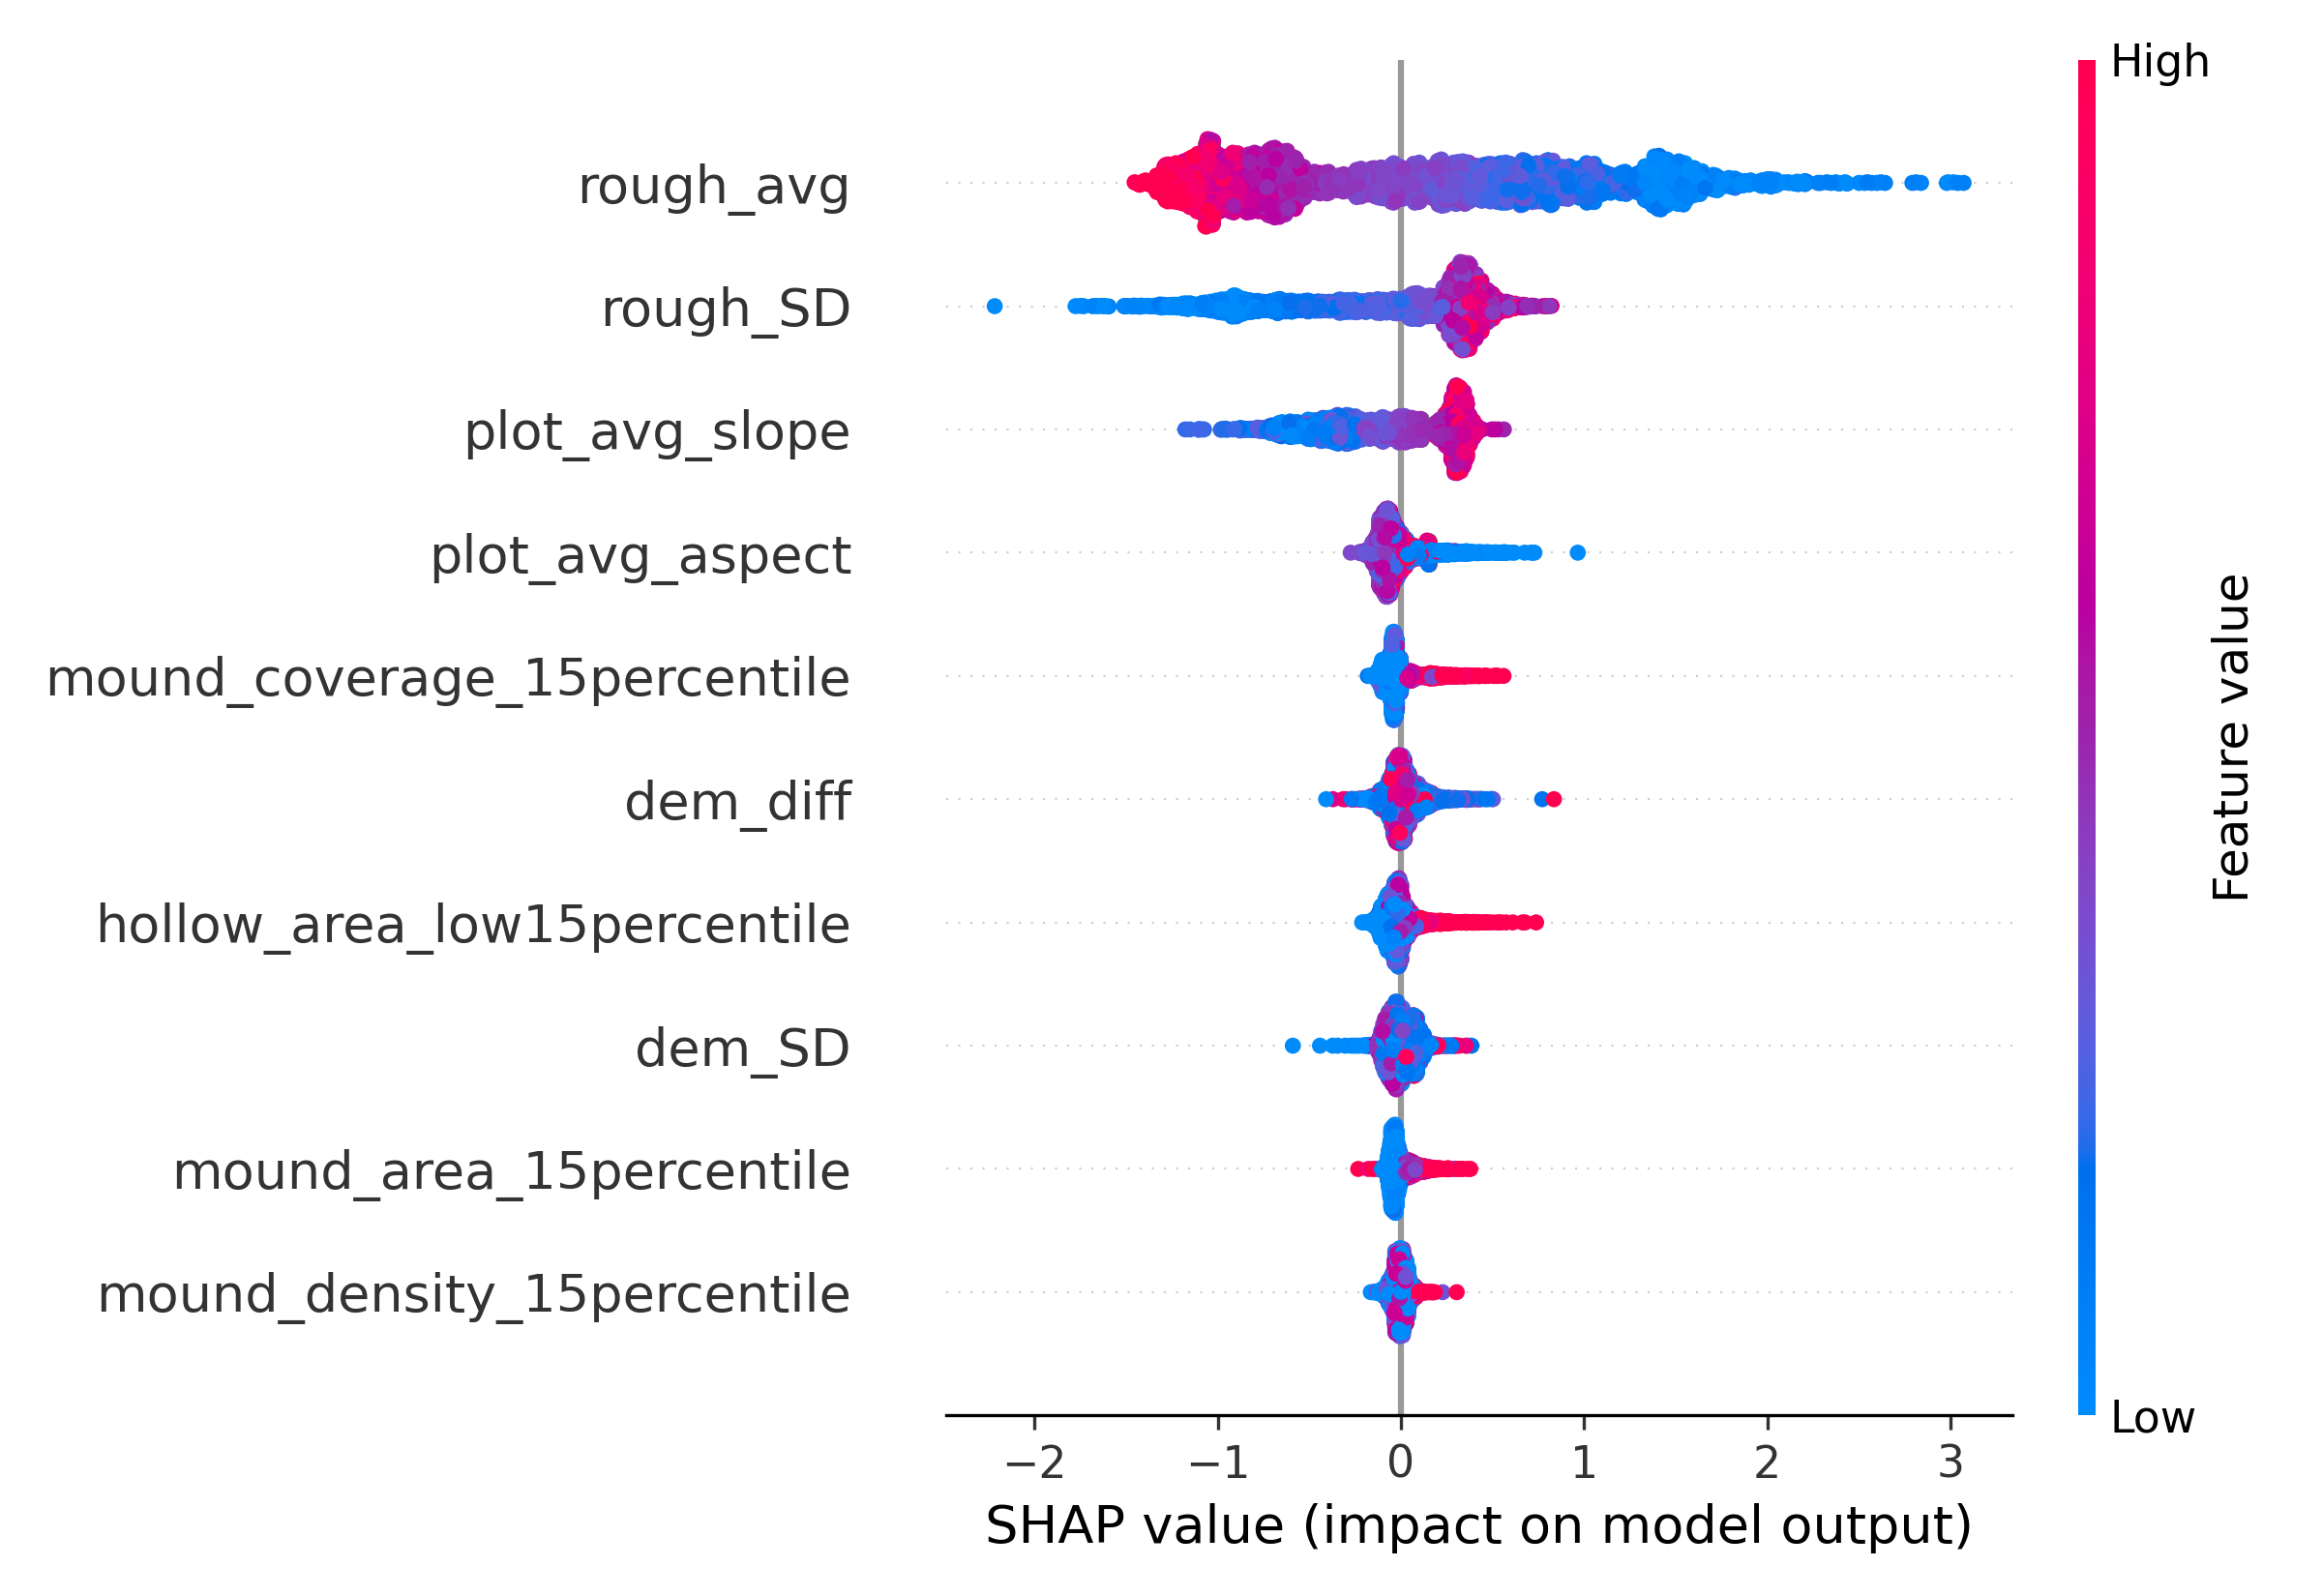 High
rough_avg
rough_SD
plot_avg_slope
plot_avg_aspect
mound_coverage_15percentile
dem_diff
hollow_area_low15percentile
dem_SD
mound_area_15percentile
mound_density_15percentile
Feature value
Low
−2 −1 0 1 2 3
SHAP value (impact on model output)